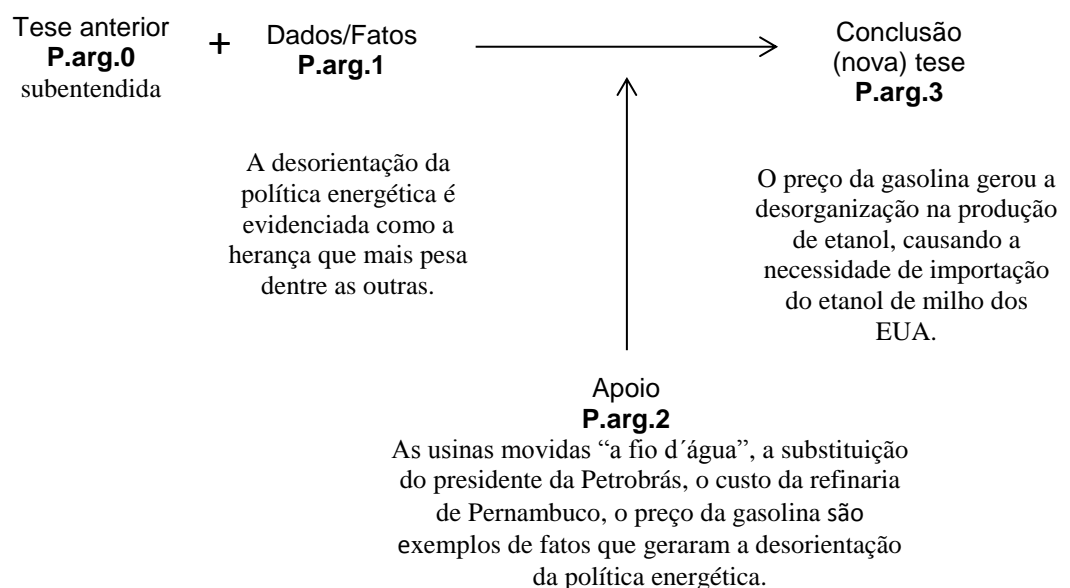 Tese anterior
P.arg.0
subentendida
+
Dados/Fatos
P.arg.1
A desorientação da
política energética é
evidenciada como a
herança que mais pesa
dentre as outras.
Conclusão
(nova) tese
P.arg.3
O preço da gasolina gerou a
desorganização na produção
de etanol, causando a
necessidade de importação
do etanol de milho dos
EUA.
Apoio
P.arg.2
As usinas movidas “a fio d´água”, a substituição
do presidente da Petrobrás, o custo da refinaria
de Pernambuco, o preço da gasolina são
exemplos de fatos que geraram a desorientação
da política energética.